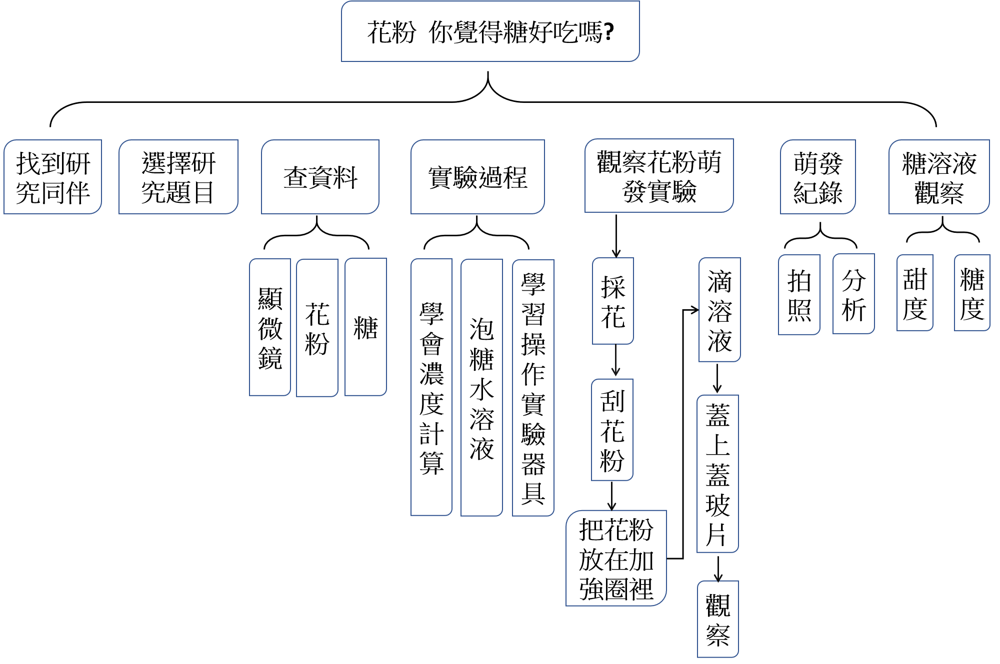 花粉 你覺得糖好吃嗎?
找到研
究同伴
選擇研
究題目
查資料
實驗過程
觀察花粉萌
發實驗
萌發
紀錄
糖溶液
觀察
顯微鏡
花粉
糖
學會濃度計算
泡糖水溶液
學習操作實驗器具
採花
刮花粉
把花粉
放在加
強圈裡
滴溶液
蓋上蓋玻片
觀察
拍照
分析
甜度
糖度